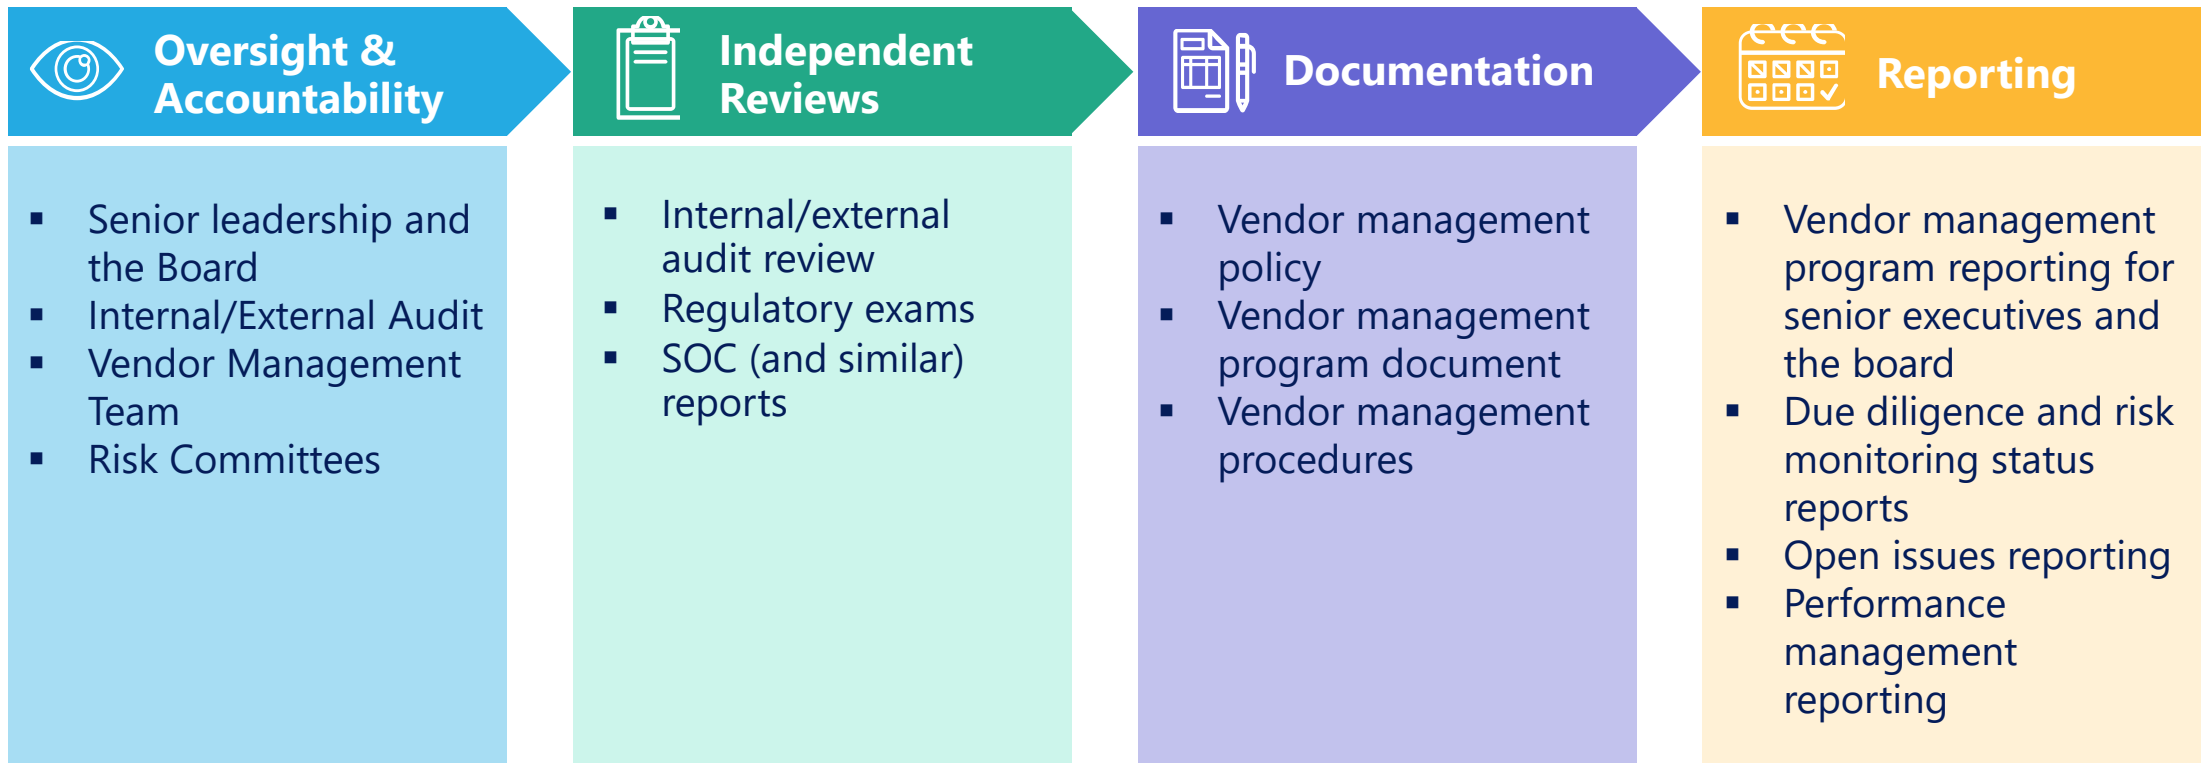 Oversight &
Accountability
▪ Senior leadership and
the Board
▪ Internal/External Audit
▪ Vendor Management
Team
▪ Risk Committees
Independent
Reviews
▪ Internal/external
audit review
▪ Regulatory exams
▪ SOC (and similar)
reports
Documentation
▪ Vendor management
policy
▪ Vendor management
program document
▪ Vendor management
procedures
Reporting
▪ Vendor management
program reporting for
senior executives and
the board
▪ Due diligence and risk
monitoring status
reports
▪ Open issues reporting
▪ Performance
management
reporting